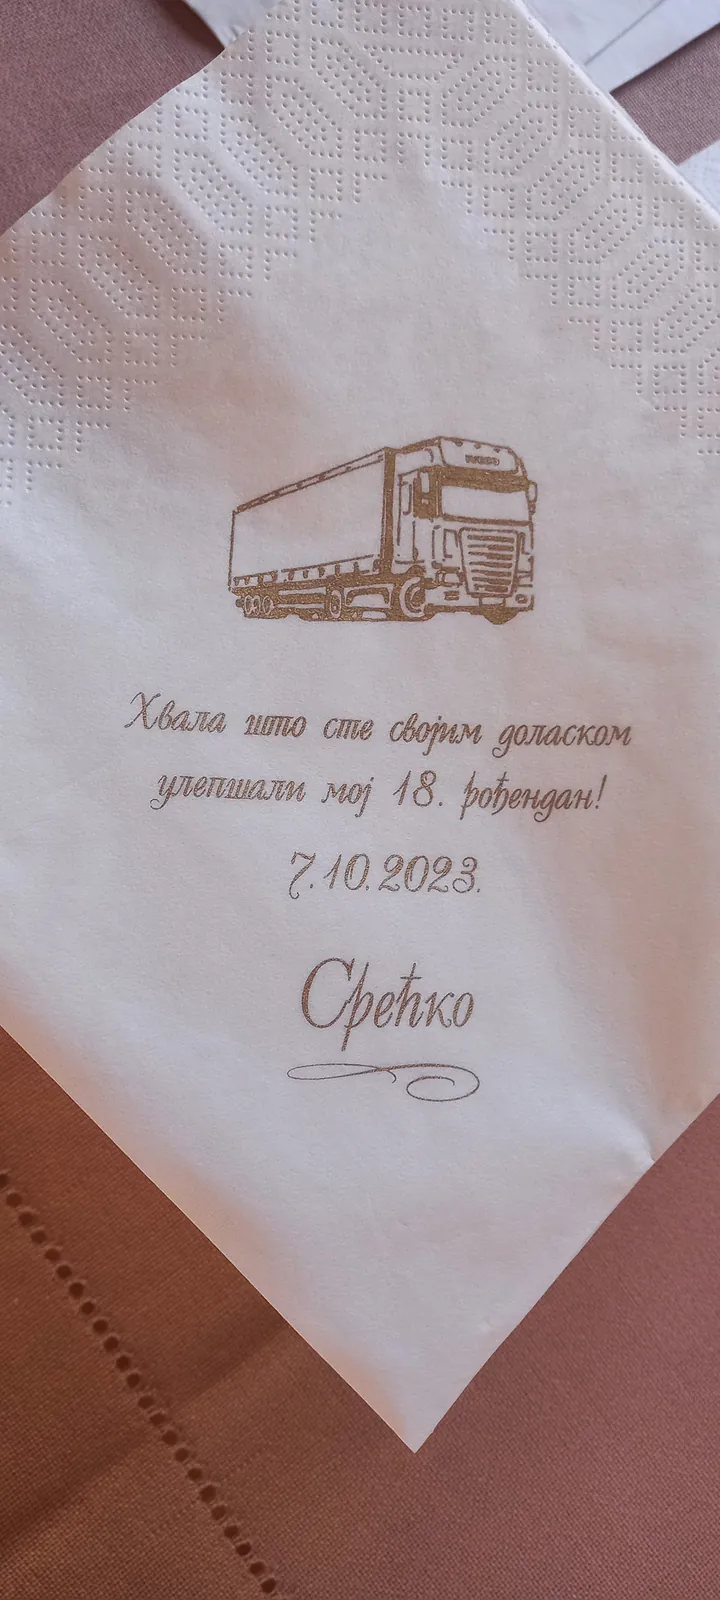 Хвала што сте својим доласком
улепшали мој 18. рођендан!
7.10.2023.
Срећко